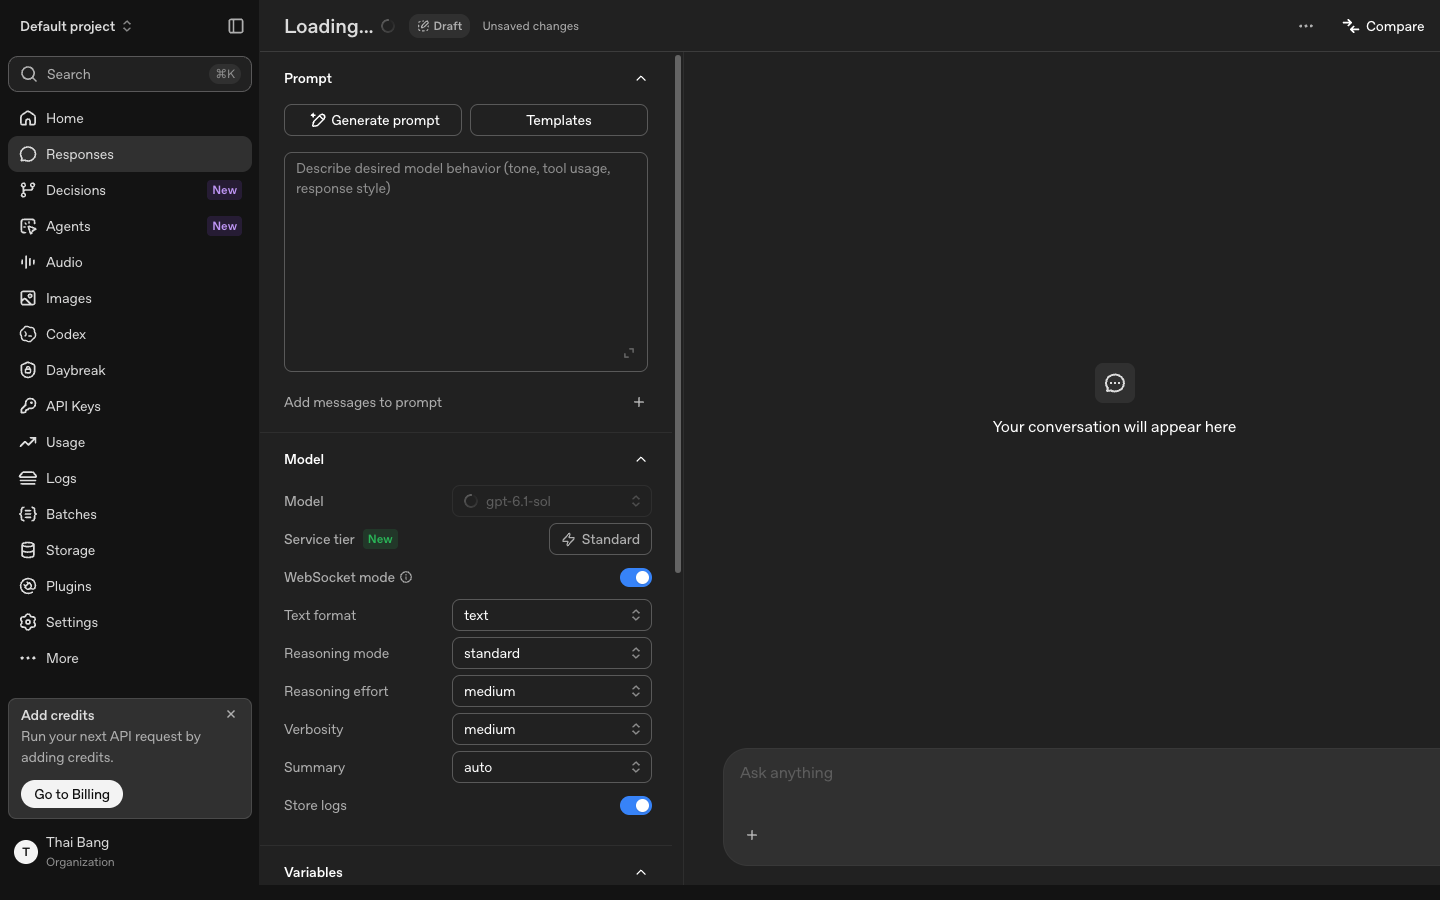 Default project
Search
⌘K
Home
Responses
Decisions
New
Agents
New
Audio
Images
Codex
Daybreak
API Keys
Usage
Logs
Batches
Storage
Plugins
Settings
More
Add credits
Run your next API request by
adding credits.
Go to Billing
T
Thai Bang
Organization
Loading...
Draft
Unsaved changes
Compare
Prompt
Generate prompt
Templates
Describe desired model behavior (tone, tool usage,
response style)
Add messages to prompt
Model
Model
gpt-6.1-sol
Service tier
New
Standard
WebSocket mode
Text format
text
Reasoning mode
standard
Reasoning effort
medium
Verbosity
medium
Summary
auto
Store logs
Variables
Your conversation will appear here
Ask anything